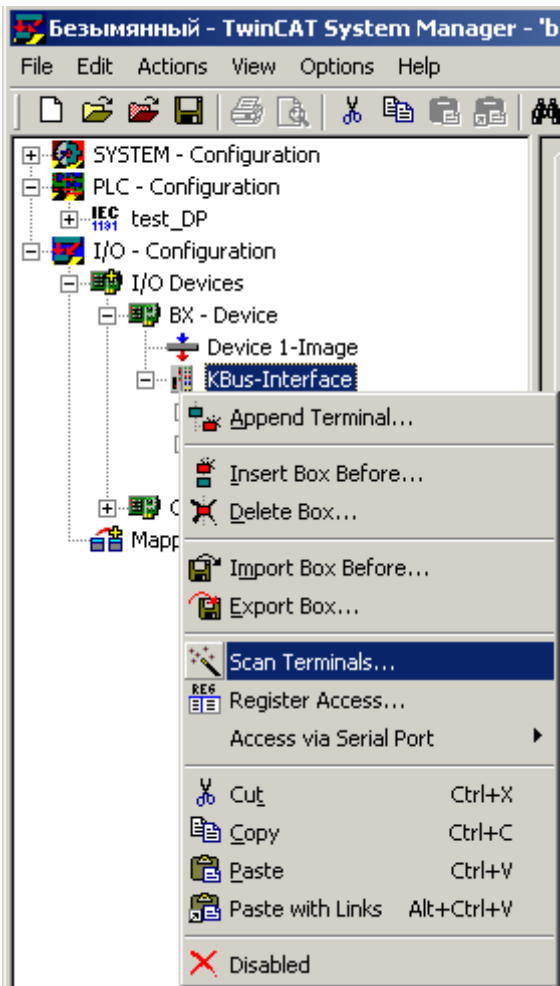 Безымянный - TwinCAT System Manager - 'b
File Edit Actions View Options Help
SYSTEM - Configuration
PLC - Configuration
IEC 1131 test_DP
I/O - Configuration
I/O Devices
BX - Device
Device 1-Image
KBus-Interface
Append Terminal...
Insert Box Before...
C Delete Box...
Mapp
Import Box Before...
Export Box...
Scan Terminals...
REG Register Access...
Access via Serial Port
Cut Ctrl+X
Copy Ctrl+C
Paste Ctrl+V
Paste with Links Alt+Ctrl+V
Disabled